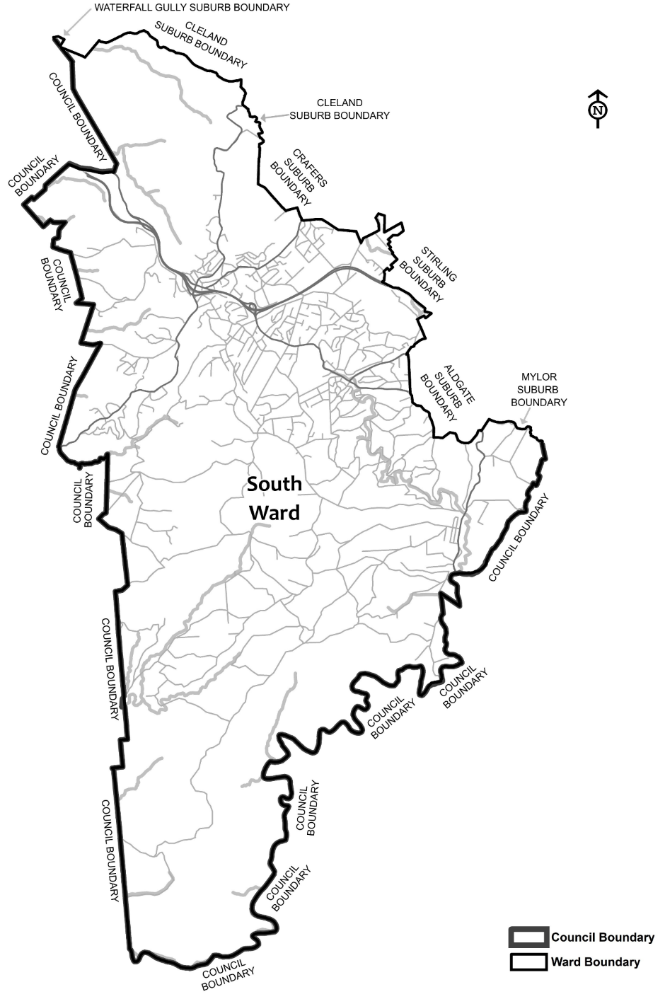 WATERFALL GULLY SUBURB BOUNDARY
CLELAND
SUBURB BOUNDARY
COUNCIL BOUNDARY
CLELAND
SUBURB BOUNDARY
N
COUNCIL
BOUNDARY
CRAFERS
SUBURB
BOUNDARY
COUNCIL
BOUNDARY
STIRLING
SUBURB
BOUNDARY
COUNCIL BOUNDARY
ALDGATE
SUBURB
BOUNDARY
MYLOR
SUBURB
BOUNDARY
COUNCIL
BOUNDARY
South
Ward
COUNCIL BOUNDARY
COUNCIL BOUNDARY
COUNCIL
BOUNDARY
COUNCIL
BOUNDARY
COUNCIL
BOUNDARY
COUNCIL BOUNDARY
COUNCIL
BOUNDARY
COUNCIL
BOUNDARY
Council Boundary
Ward Boundary